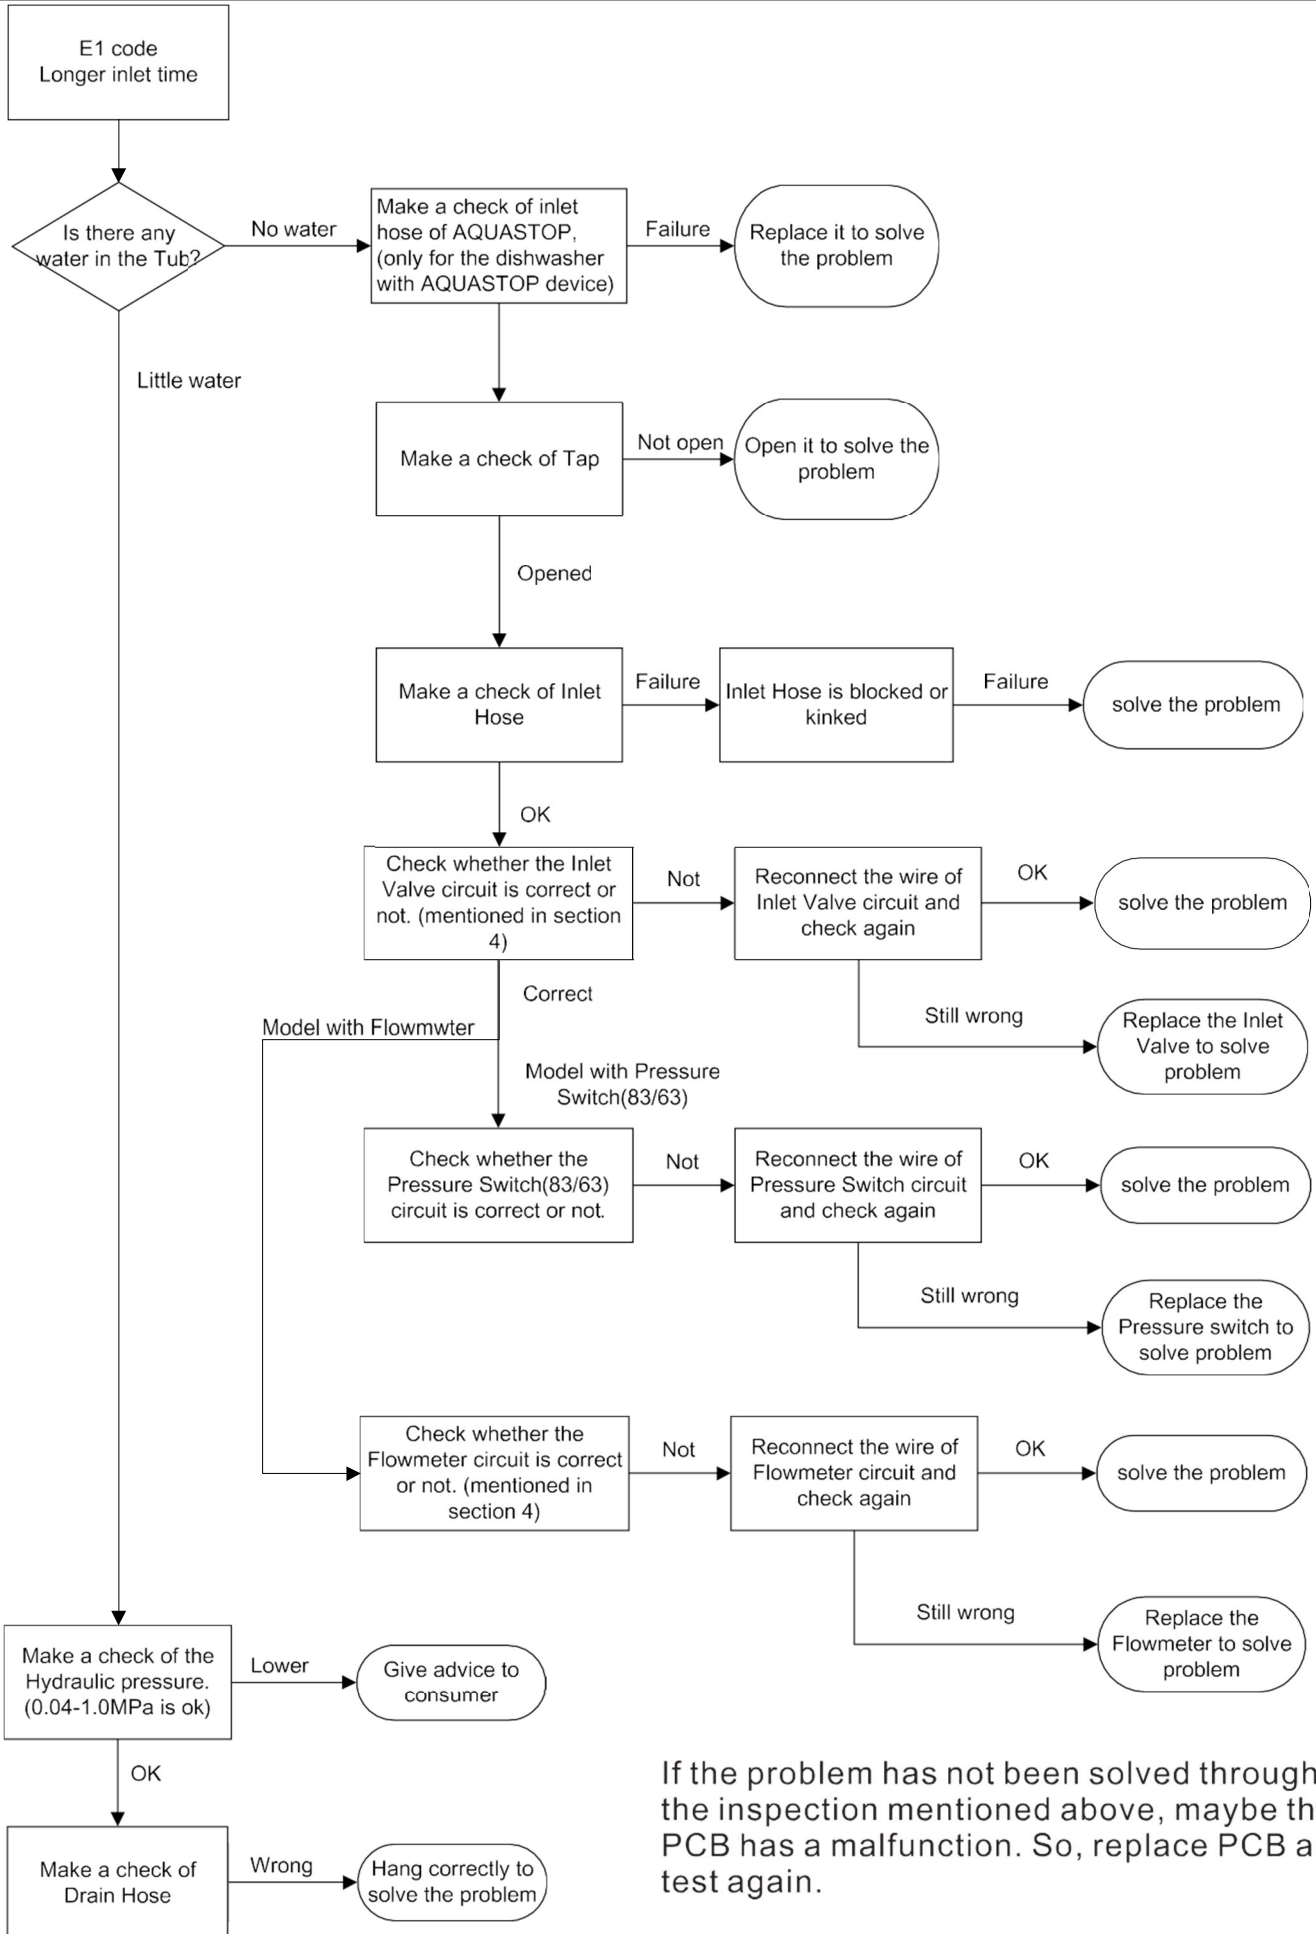 E1 code
Longer inlet time
Is there any
water in the Tub?
No water
Make a check of inlet
hose of AQUASTOP,
(only for the dishwasher
with AQUASTOP device)
Failure
Replace it to solve
the problem
Little water
Make a check of Tap
Not open
Open it to solve the
problem
Opened
Make a check of Inlet
Hose
Failure
Inlet Hose is blocked or
kinked
Failure
solve the problem
OK
Check whether the Inlet
Valve circuit is correct or
not. (mentioned in section
4)
Not
Reconnect the wire of
Inlet Valve circuit and
check again
OK
solve the problem
Correct
Still wrong
Replace the Inlet
Valve to solve
problem
Model with Flowmwter
Model with Pressure
Switch(83/63)
Check whether the
Pressure Switch(83/63)
circuit is correct or not.
Not
Reconnect the wire of
Pressure Switch circuit
and check again
OK
solve the problem
Still wrong
Replace the
Pressure switch to
solve problem
Check whether the
Flowmeter circuit is correct
or not. (mentioned in
section 4)
Not
Reconnect the wire of
Flowmeter circuit and
check again
OK
solve the problem
Still wrong
Replace the
Flowmeter to solve
problem
Make a check of the
Hydraulic pressure.
(0.04-1.0MPa is ok)
Lower
Give advice to
consumer
OK
Make a check of
Drain Hose
Wrong
Hang correctly to
solve the problem
If the problem has not been solved through
the inspection mentioned above, maybe th
PCB has a malfunction. So, replace PCB a
test again.